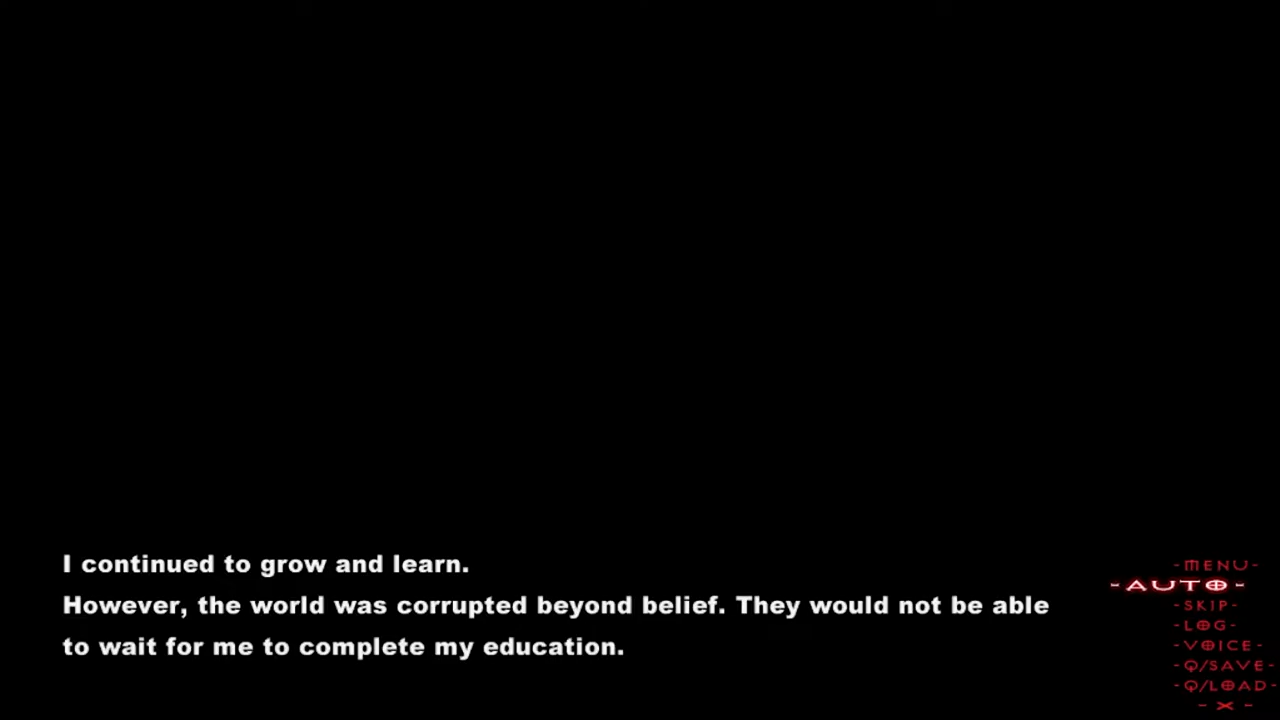 I continued to grow and learn.
However, the world was corrupted beyond belief. They would not be able
to wait for me to complete my education.
-MENU-
-AUTO-
-SKIP-
-LOG-
-VOICE-
-Q/SAVE-
-Q/LOAD-
-X-